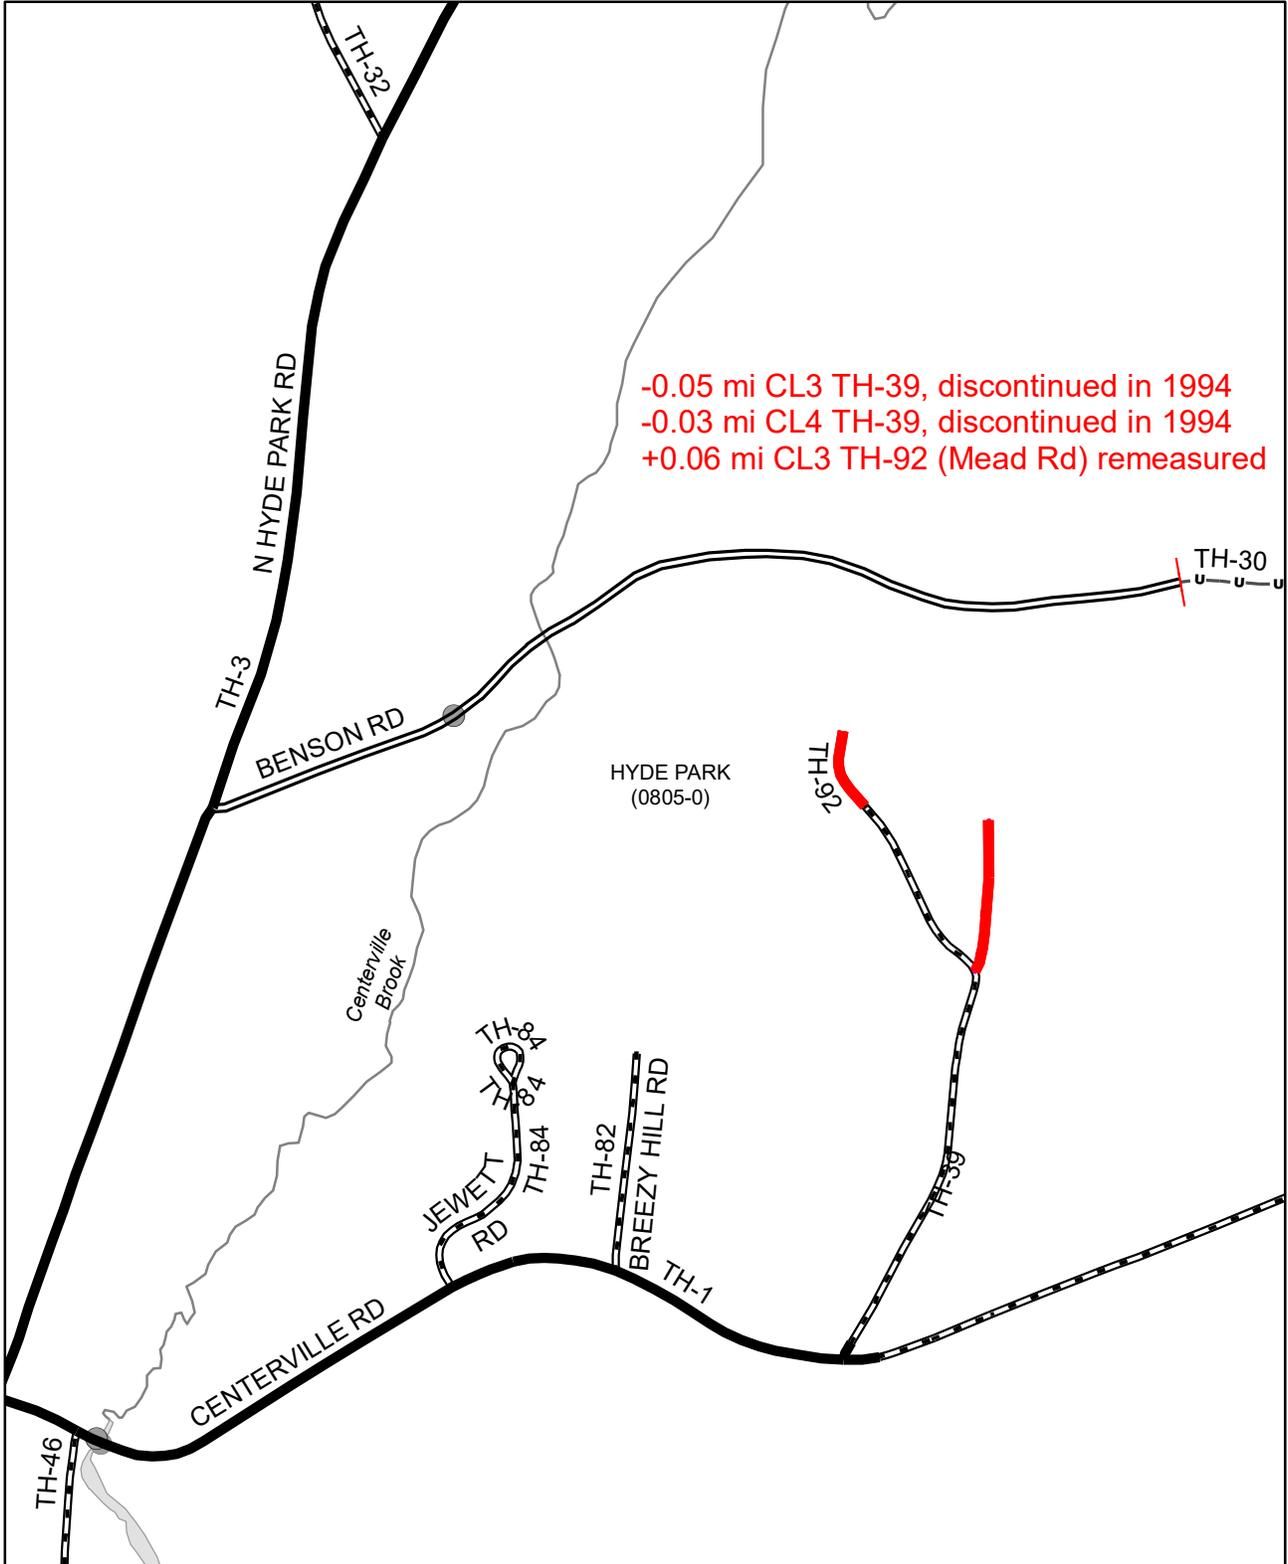 TH-32
N HYDE PARK RD
-0.05 mi CL3 TH-39, discontinued in 1994
-0.03 mi CL4 TH-39, discontinued in 1994
+0.06 mi CL3 TH-92 (Mead Rd) remeasured
TH-30
U U U
TH-3
BENSON RD
HYDE PARK
(0805-0)
TH-92
Centerville
Brook
TH-84
TH-84
TH-84
JEWETT
RD
TH-82
BREEZY HILL RD
TH-39
TH-1
CENTERVILLE RD
TH-46